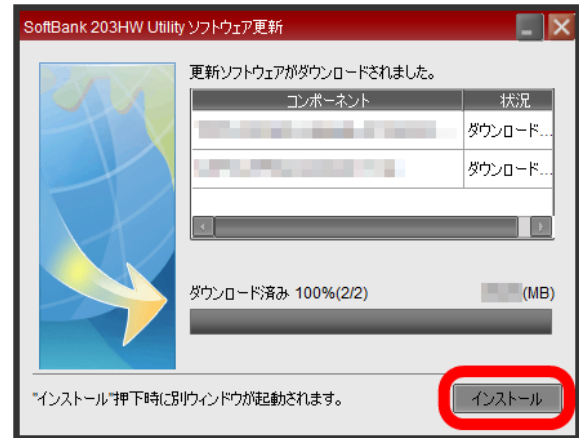 SoftBank 203HW Utility ソフトウェア更新
更新ソフトウェアがダウンロードされました。
コンポーネント 状況
ダウンロード...
ダウンロード...
ダウンロード済み 100%(2/2) (MB)
"インストール"押下時に別ウィンドウが起動されます。 インストール